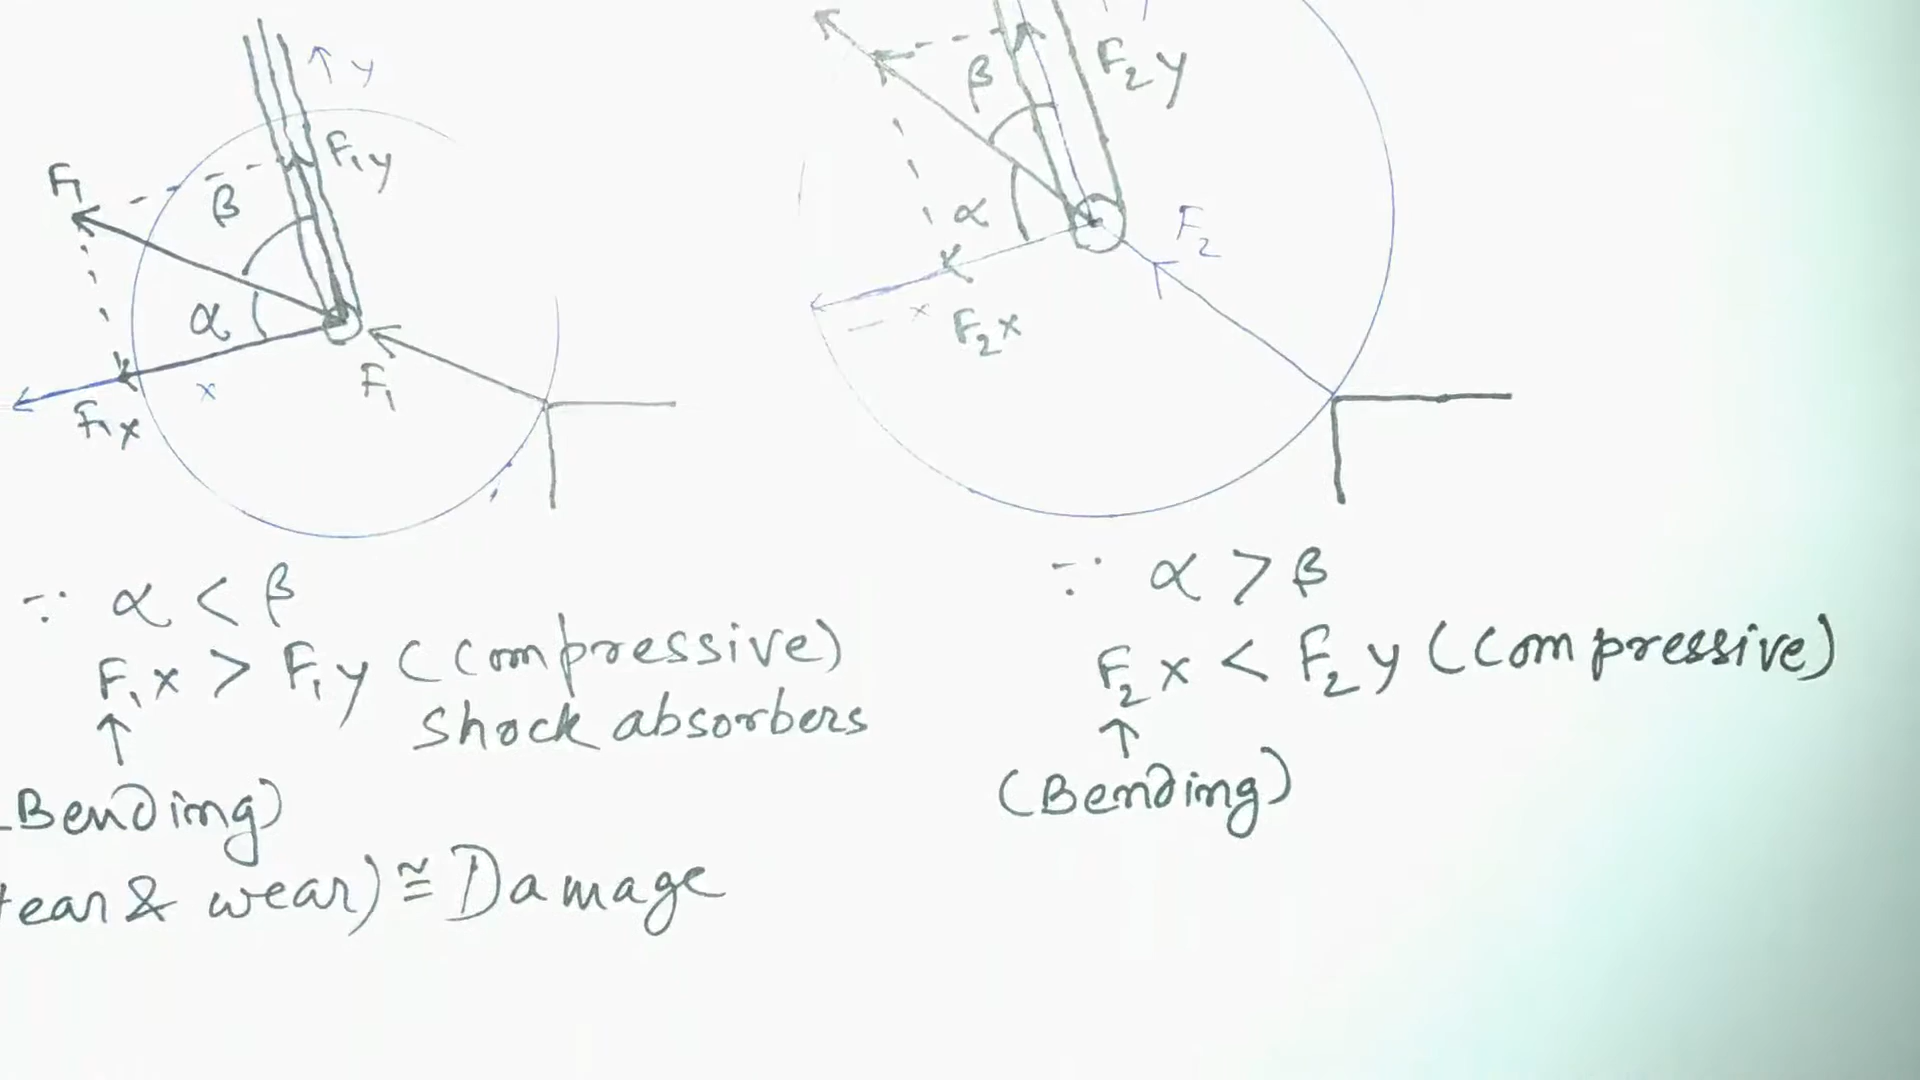 y
F₁y
F₁
β
α
x
F₁
F₁x
∵ α < β
F₁x > F₁y (Compressive)
↑ Shock absorbers
Bending)
tear & wear) ≅ Damage
F₂y
β
α
F₂
x
F₂x
∵ α > β
F₂x < F₂y (Compressive)
↑
(Bending)